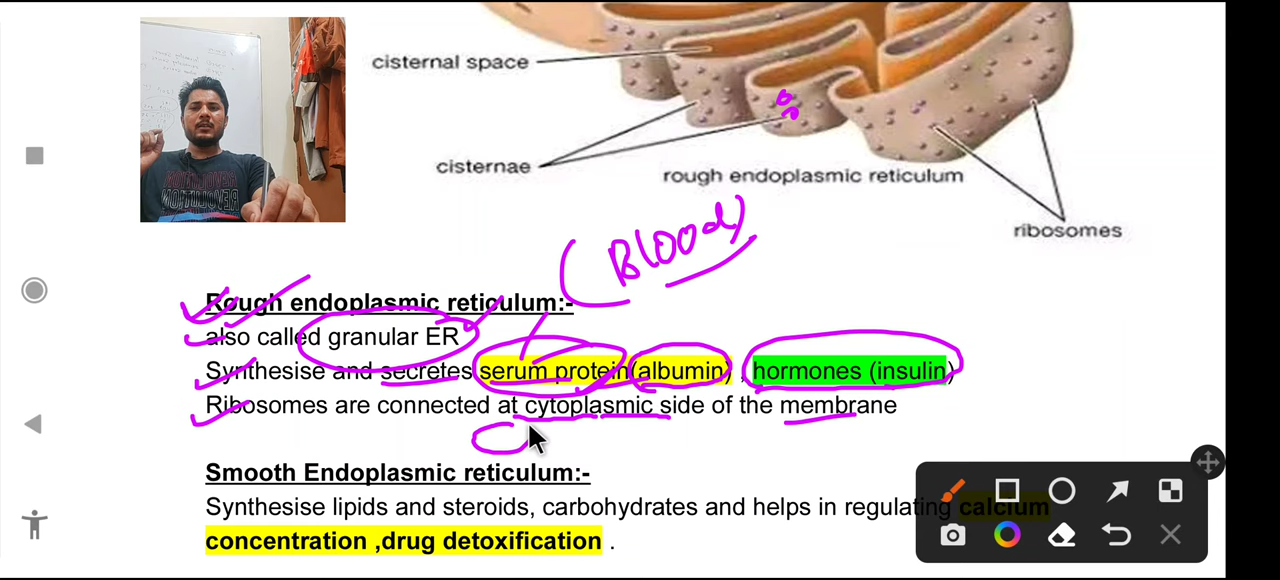 cisternal space
cisternae
rough endoplasmic reticulum
ribosomes
(Blood)
Rough endoplasmic reticulum:-
also called granular ER
Synthesise and secretes serum protein(albumin) , hormones (insulin)
Ribosomes are connected at cytoplasmic side of the membrane
Smooth Endoplasmic reticulum:-
Synthesise lipids and steroids, carbohydrates and helps in regulating calcium
concentration ,drug detoxification .